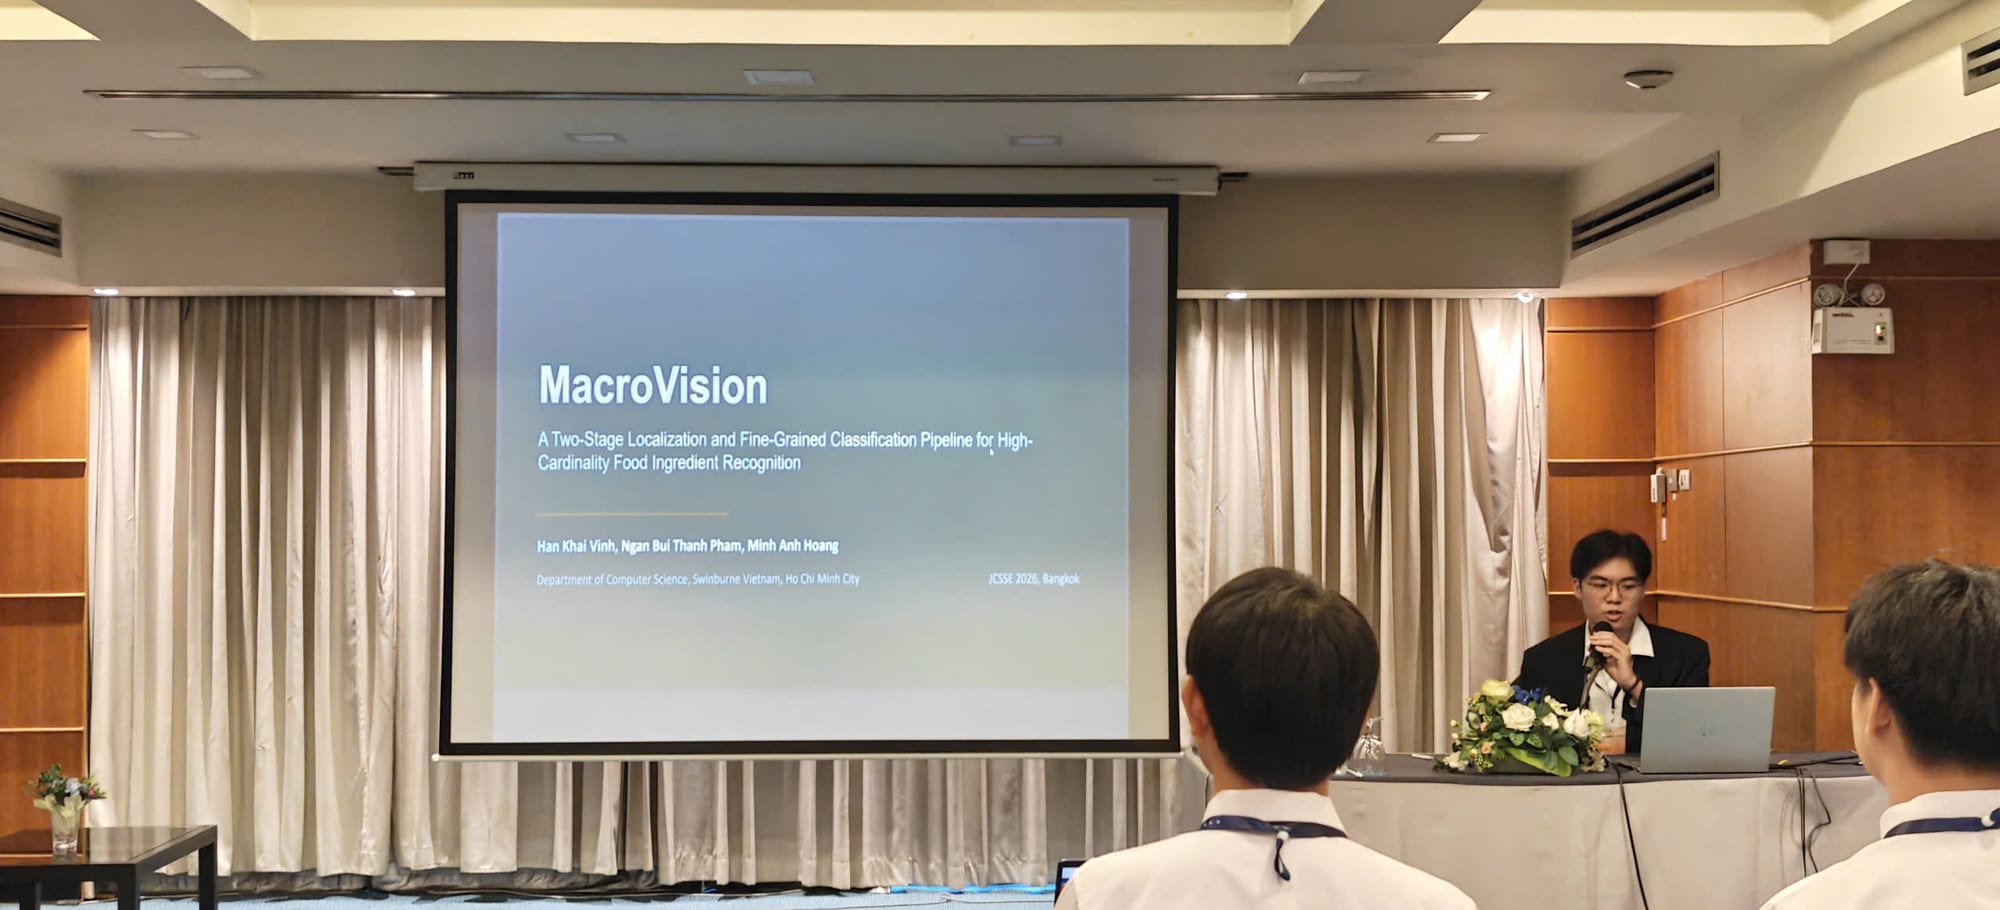 MacroVision
A Two-Stage Localization and Fine-Grained Classification Pipeline for High-
Cardinality Food Ingredient Recognition
Han Khai Vinh, Ngan Bui Thanh Pham, Minh Anh Hoang
Department of Computer Science, Swinburne Vietnam, Ho Chi Minh City
JCSSE 2026, Bangkok